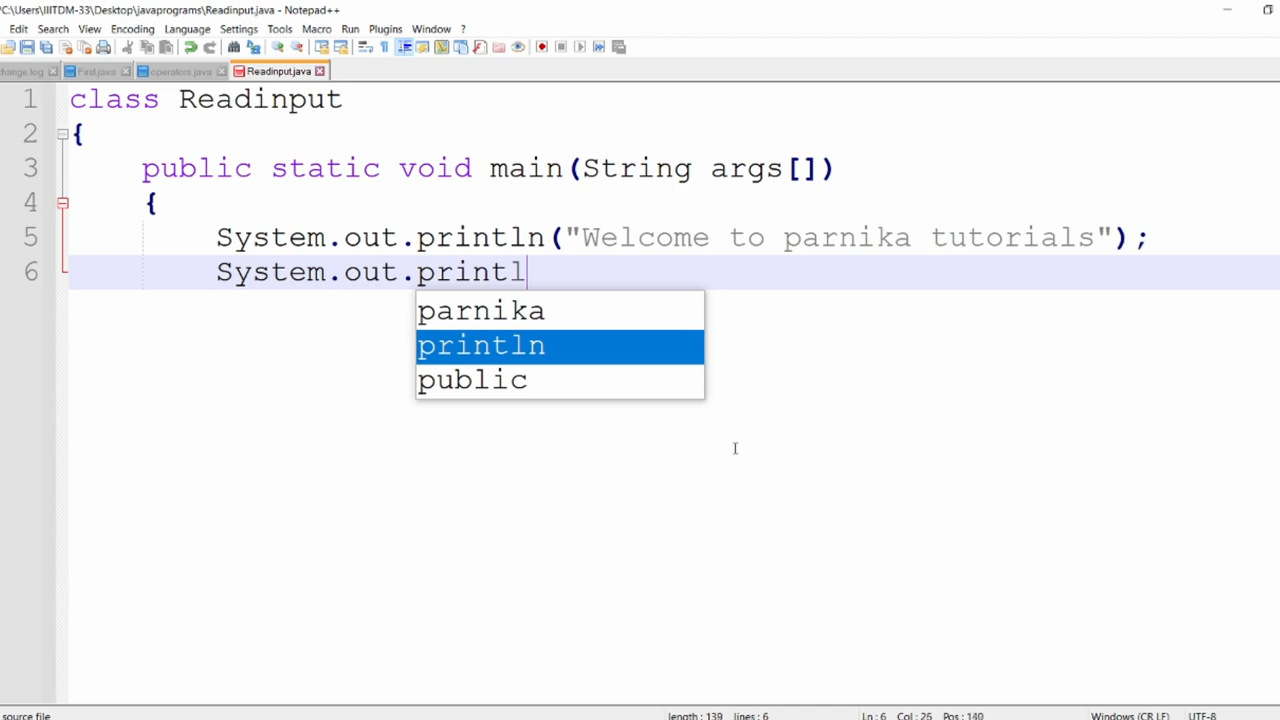 *C:\Users\IIITDM-33\Desktop\javaprograms\Readinput.java - Notepad++
Edit Search View Encoding Language Settings Tools Macro Run Plugins Window ?
change.log First.java operators.java Readinput.java
1 class Readinput
2 {
3 public static void main(String args[])
4 {
5 System.out.println("Welcome to parnika tutorials");
6 System.out.printl
parnika
println
public
source file length : 139 lines : 6 Ln : 6 Col : 26 Pos : 140 Windows (CR LF) UTF-8